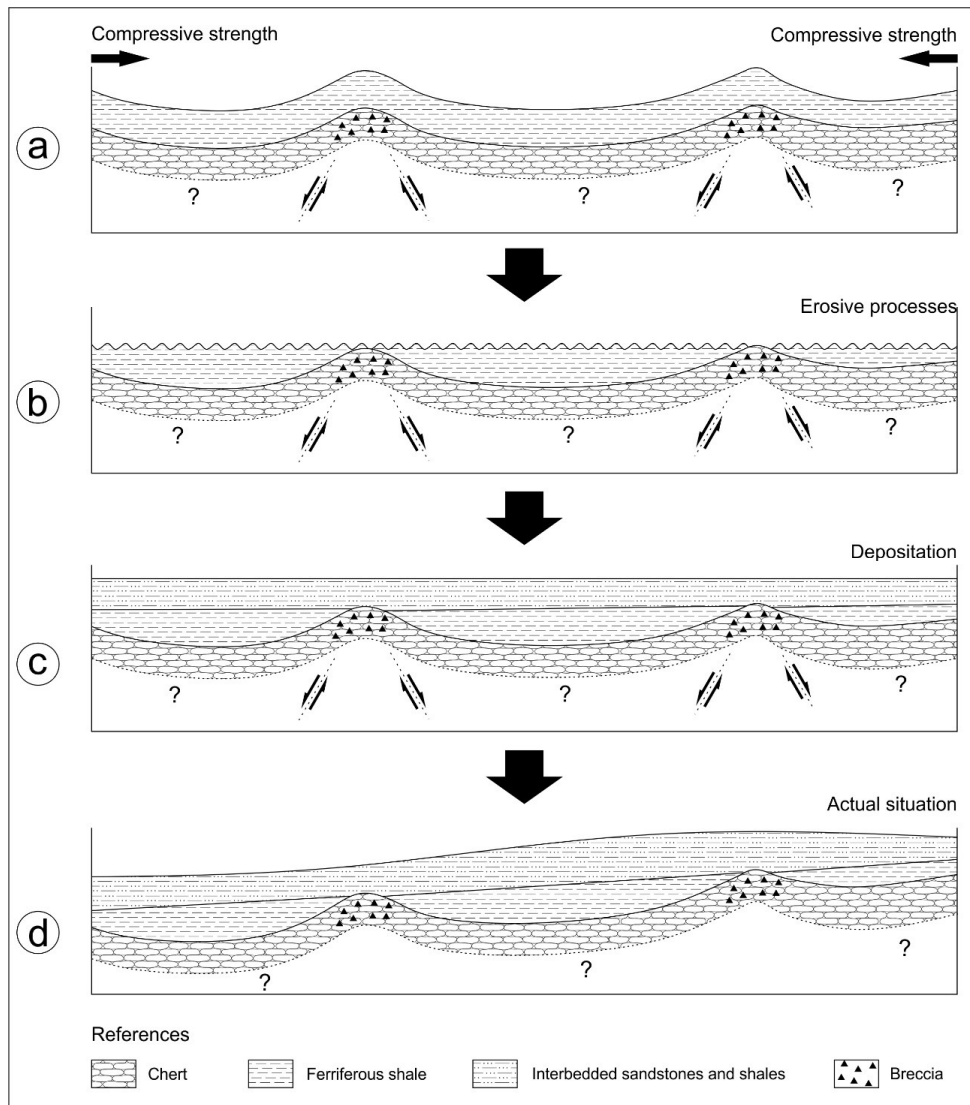 Compressive strength
Compressive strength
a
?
?
?
Erosive processes
b
?
?
?
Depositation
c
?
?
?
Actual situation
d
?
?
?
References
Chert
Ferriferous shale
Interbedded sandstones and shales
Breccia